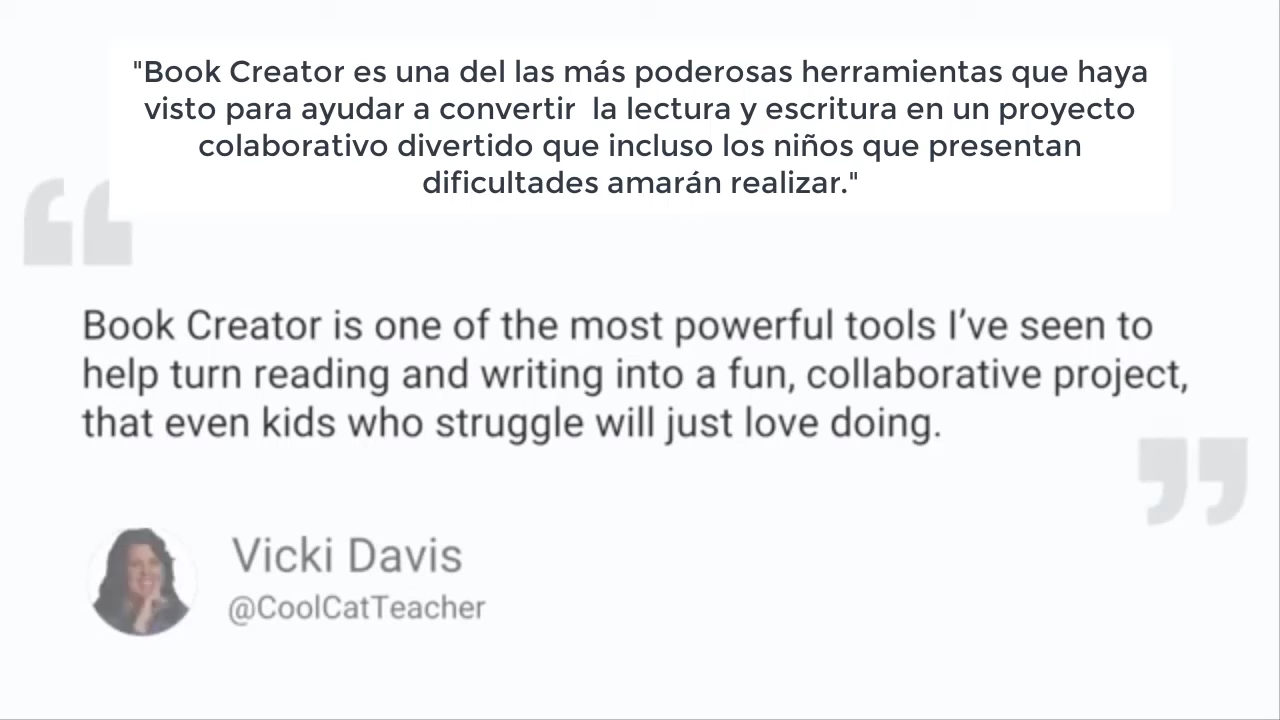 "Book Creator es una del las más poderosas herramientas que haya
visto para ayudar a convertir  la lectura y escritura en un proyecto
colaborativo divertido que incluso los niños que presentan
dificultades amarán realizar."
“
Book Creator is one of the most powerful tools I’ve seen to
help turn reading and writing into a fun, collaborative project,
that even kids who struggle will just love doing.
”
Vicki Davis
@CoolCatTeacher